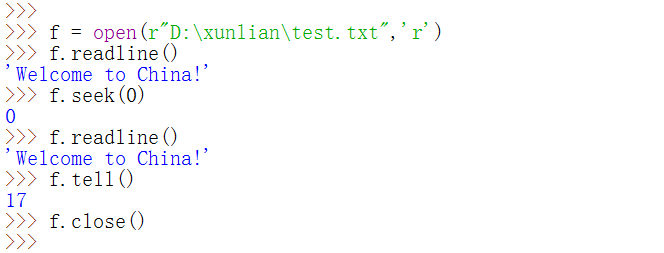 >>>
>>> f = open(r"D:\xunlian\test.txt",'r')
>>> f.readline()
'Welcome to China!'
>>> f.seek(0)
0
>>> f.readline()
'Welcome to China!'
>>> f.tell()
17
>>> f.close()
>>>